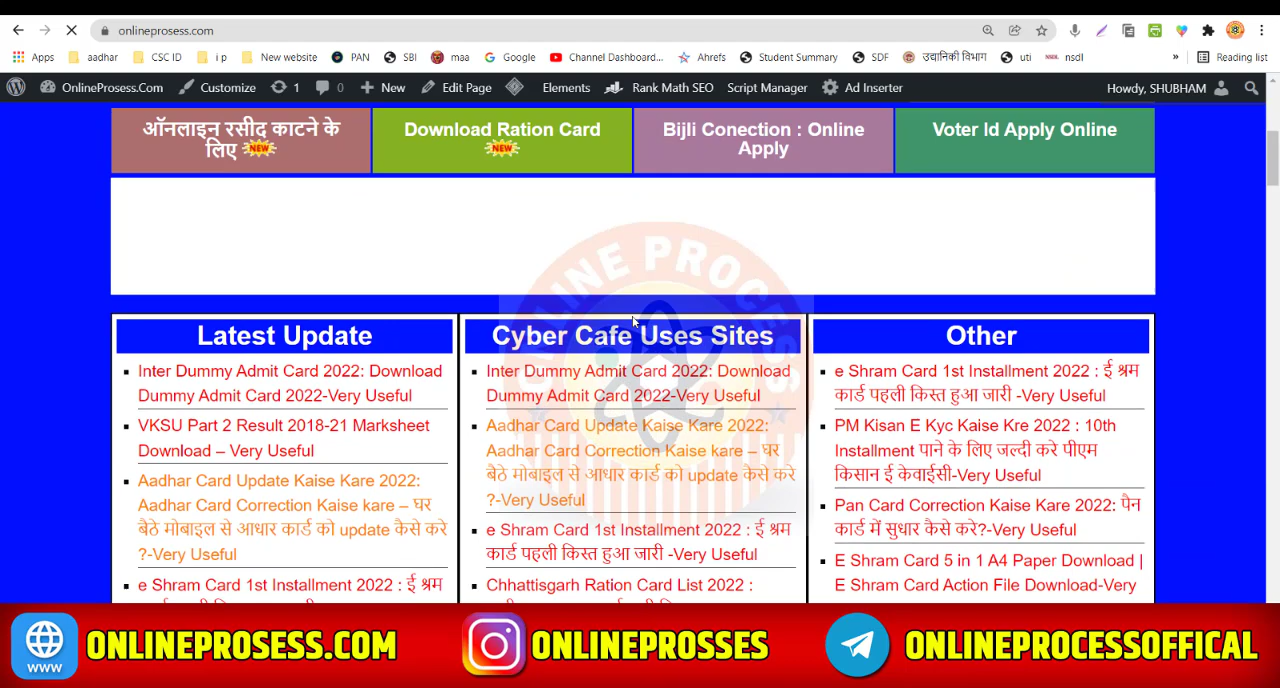 onlineprosess.com
Apps aadhar CSC ID i p New website PAN SBI maa Google Channel Dashboard... Ahrefs Student Summary SDF उद्यानिकी विभाग uti NSDL nsdl » Reading list
OnlineProsess.Com Customize 1 0 New Edit Page Elements Rank Math SEO Script Manager Ad Inserter Howdy, SHUBHAM
ऑनलाइन रसीद काटने के
लिए NEW
Download Ration Card
NEW
Bijli Conection : Online
Apply
Voter Id Apply Online
ONLINE PROCESS
Latest Update
Inter Dummy Admit Card 2022: Download
Dummy Admit Card 2022-Very Useful
VKSU Part 2 Result 2018-21 Marksheet
Download – Very Useful
Aadhar Card Update Kaise Kare 2022:
Aadhar Card Correction Kaise kare – घर
बैठे मोबाइल से आधार कार्ड को update कैसे करे
?-Very Useful
e Shram Card 1st Installment 2022 : ई श्रम
Cyber Cafe Uses Sites
Inter Dummy Admit Card 2022: Download
Dummy Admit Card 2022-Very Useful
Aadhar Card Update Kaise Kare 2022:
Aadhar Card Correction Kaise kare – घर
बैठे मोबाइल से आधार कार्ड को update कैसे करे
?-Very Useful
e Shram Card 1st Installment 2022 : ई श्रम
कार्ड पहली किस्त हुआ जारी -Very Useful
Chhattisgarh Ration Card List 2022 :
Other
e Shram Card 1st Installment 2022 : ई श्रम
कार्ड पहली किस्त हुआ जारी -Very Useful
PM Kisan E Kyc Kaise Kre 2022 : 10th
Installment पाने के लिए जल्दी करे पीएम
किसान ई केवाईसी-Very Useful
Pan Card Correction Kaise Kare 2022: पैन
कार्ड में सुधार कैसे करे?-Very Useful
E Shram Card 5 in 1 A4 Paper Download |
E Shram Card Action File Download-Very
WWW ONLINEPROSESS.COM ONLINEPROSSES ONLINEPROCESSOFFICAL